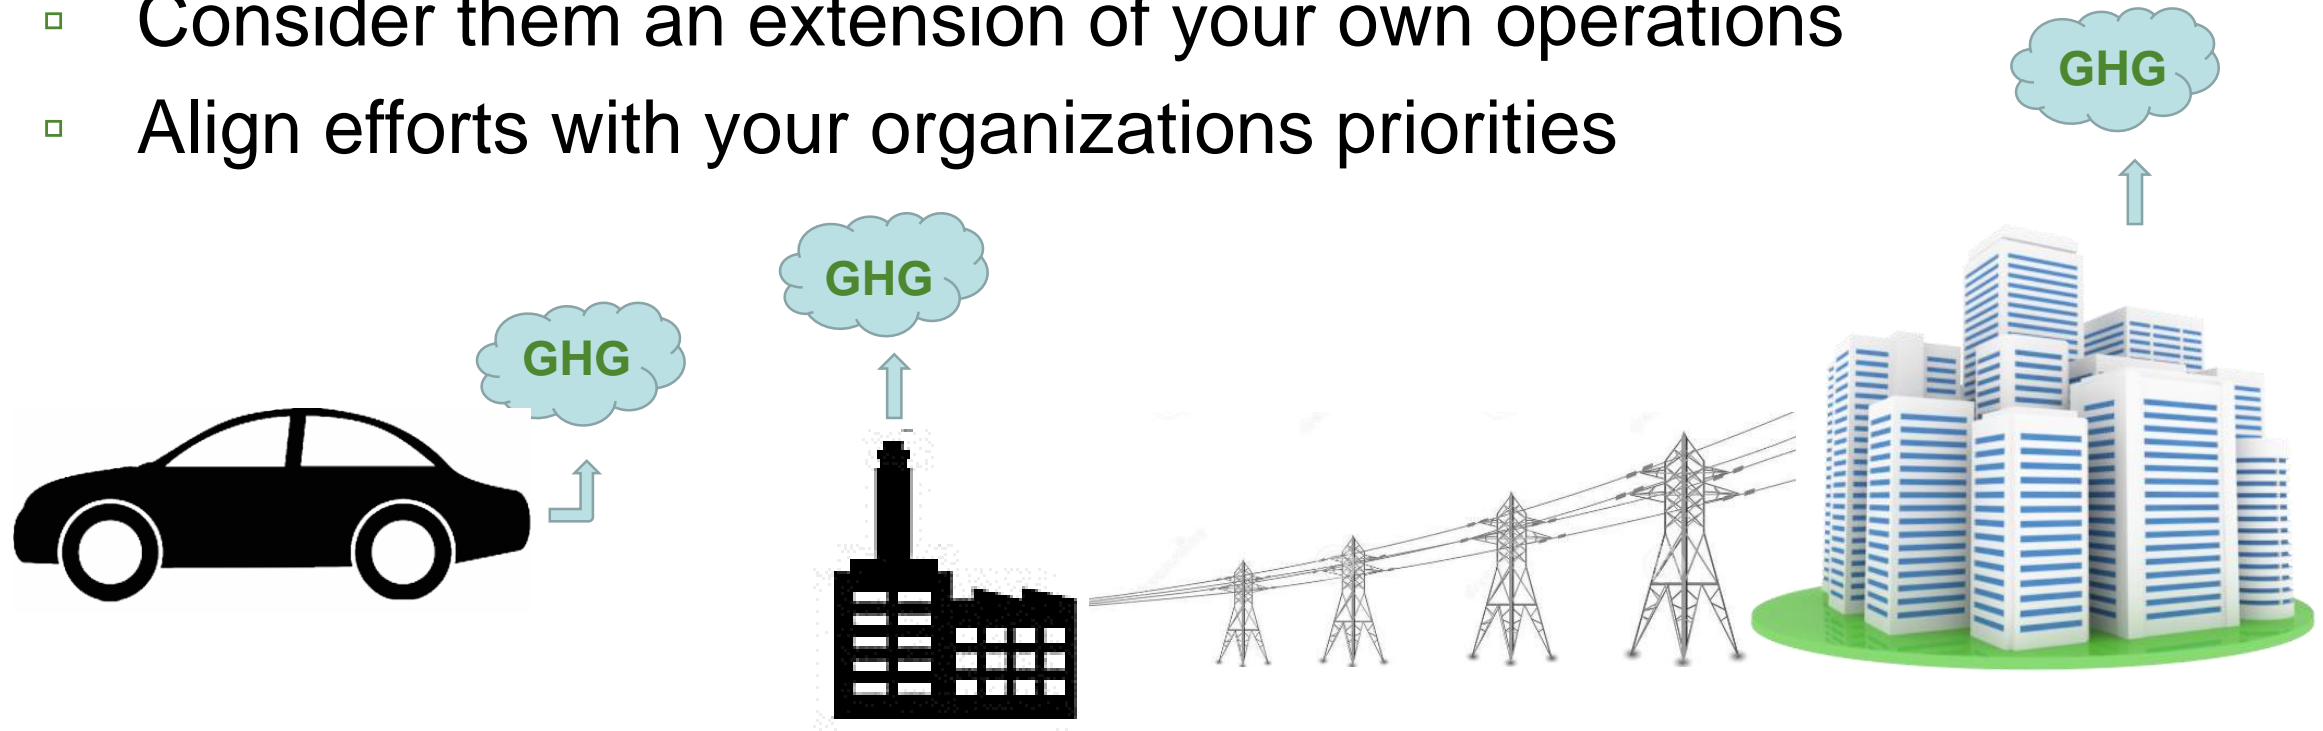 Consider them an extension of your own operations
GHG
Align efforts with your organizations priorities
GHG
GHG